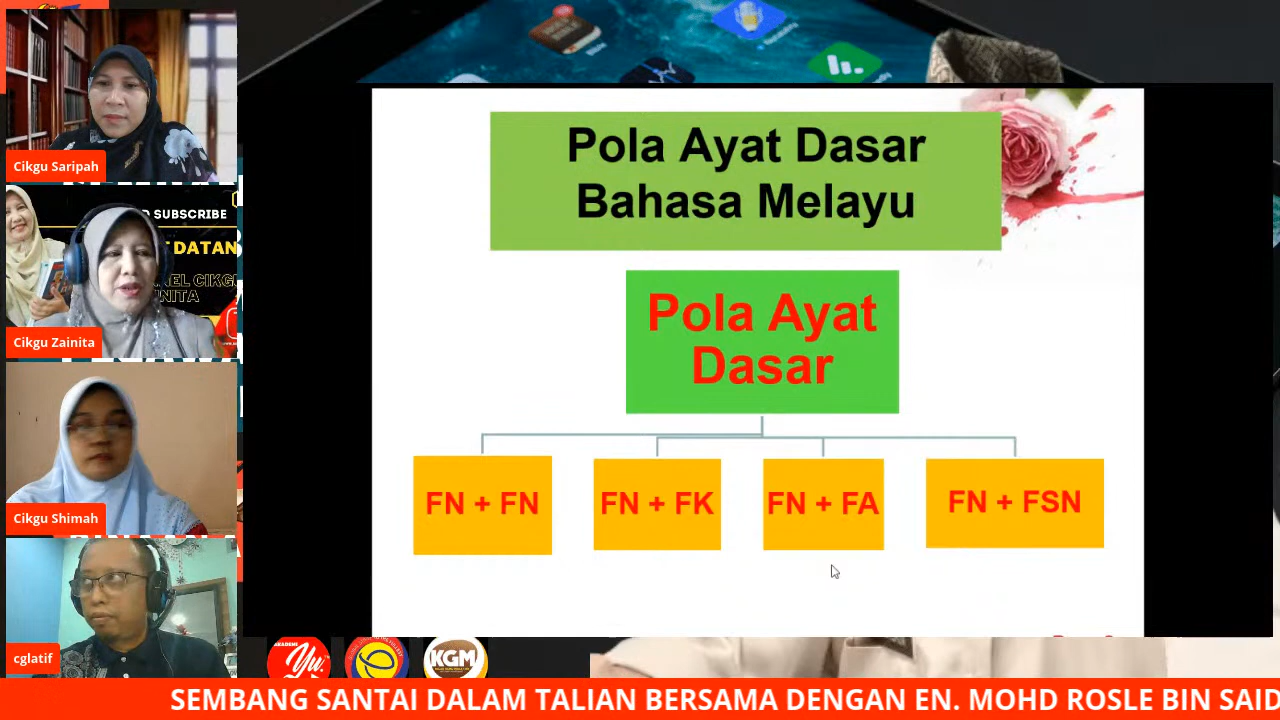 Cikgu Saripah
SUBSCRIBE
DATAN
Cikgu Zainita
Cikgu Shimah
cglatif
Pola Ayat Dasar
Bahasa Melayu
Pola Ayat
Dasar
FN + FN
FN + FK
FN + FA
FN + FSN
KGM
SEMBANG SANTAI DALAM TALIAN BERSAMA DENGAN EN. MOHD ROSLE BIN SAID